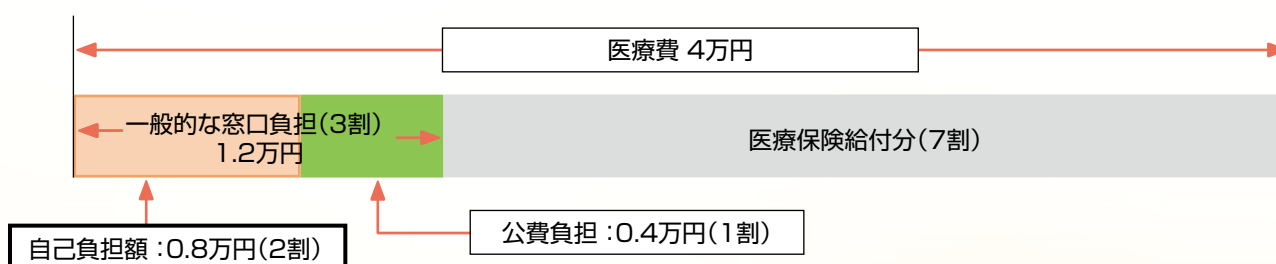 医療費 4万円
一般的な窓口負担(3割)
1.2万円
医療保険給付分(7割)
自己負担額:0.8万円(2割)
公費負担:0.4万円(1割)